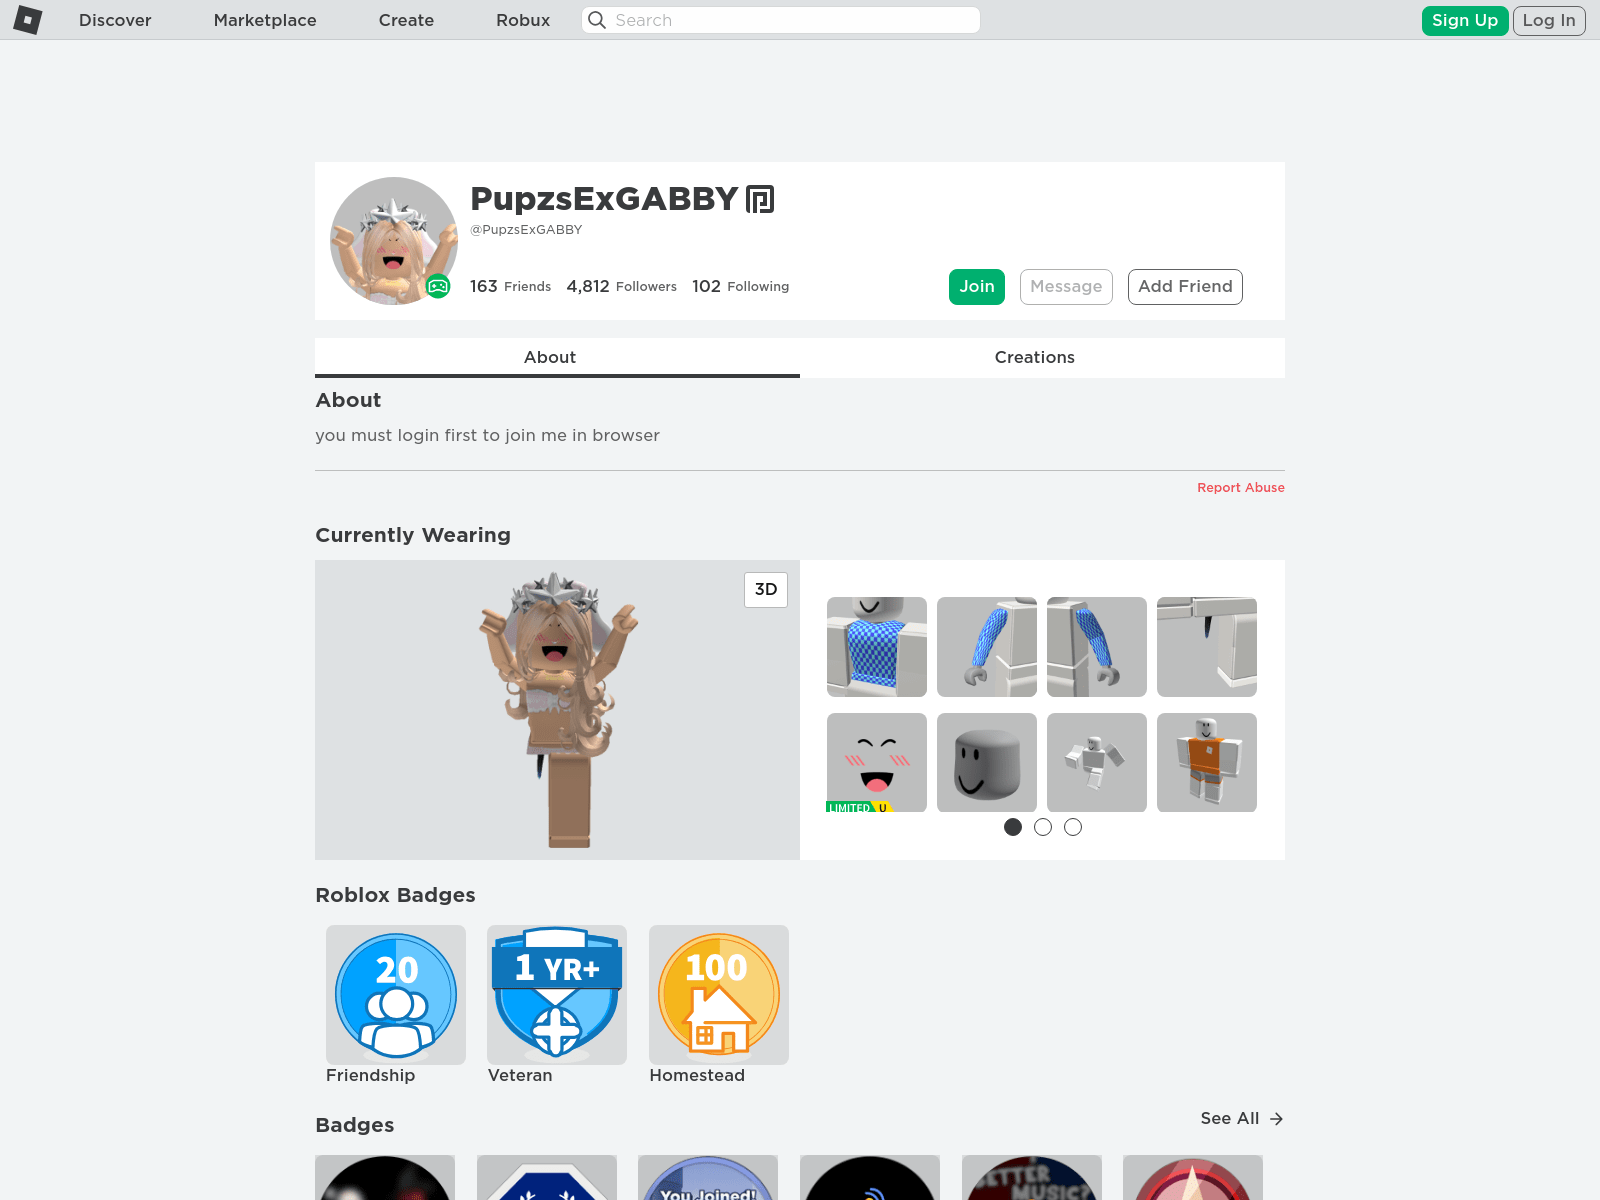 Discover Marketplace Create Robux Search Sign Up Log In
PupzsExGABBY
@PupzsExGABBY
163 Friends 4,812 Followers 102 Following Join Message Add Friend
About Creations
About
you must login first to join me in browser
Report Abuse
Currently Wearing
3D
LIMITED U
Roblox Badges
20 1 YR+ 100
Friendship Veteran Homestead
Badges See All
You Joined! BETTER MUSIC?